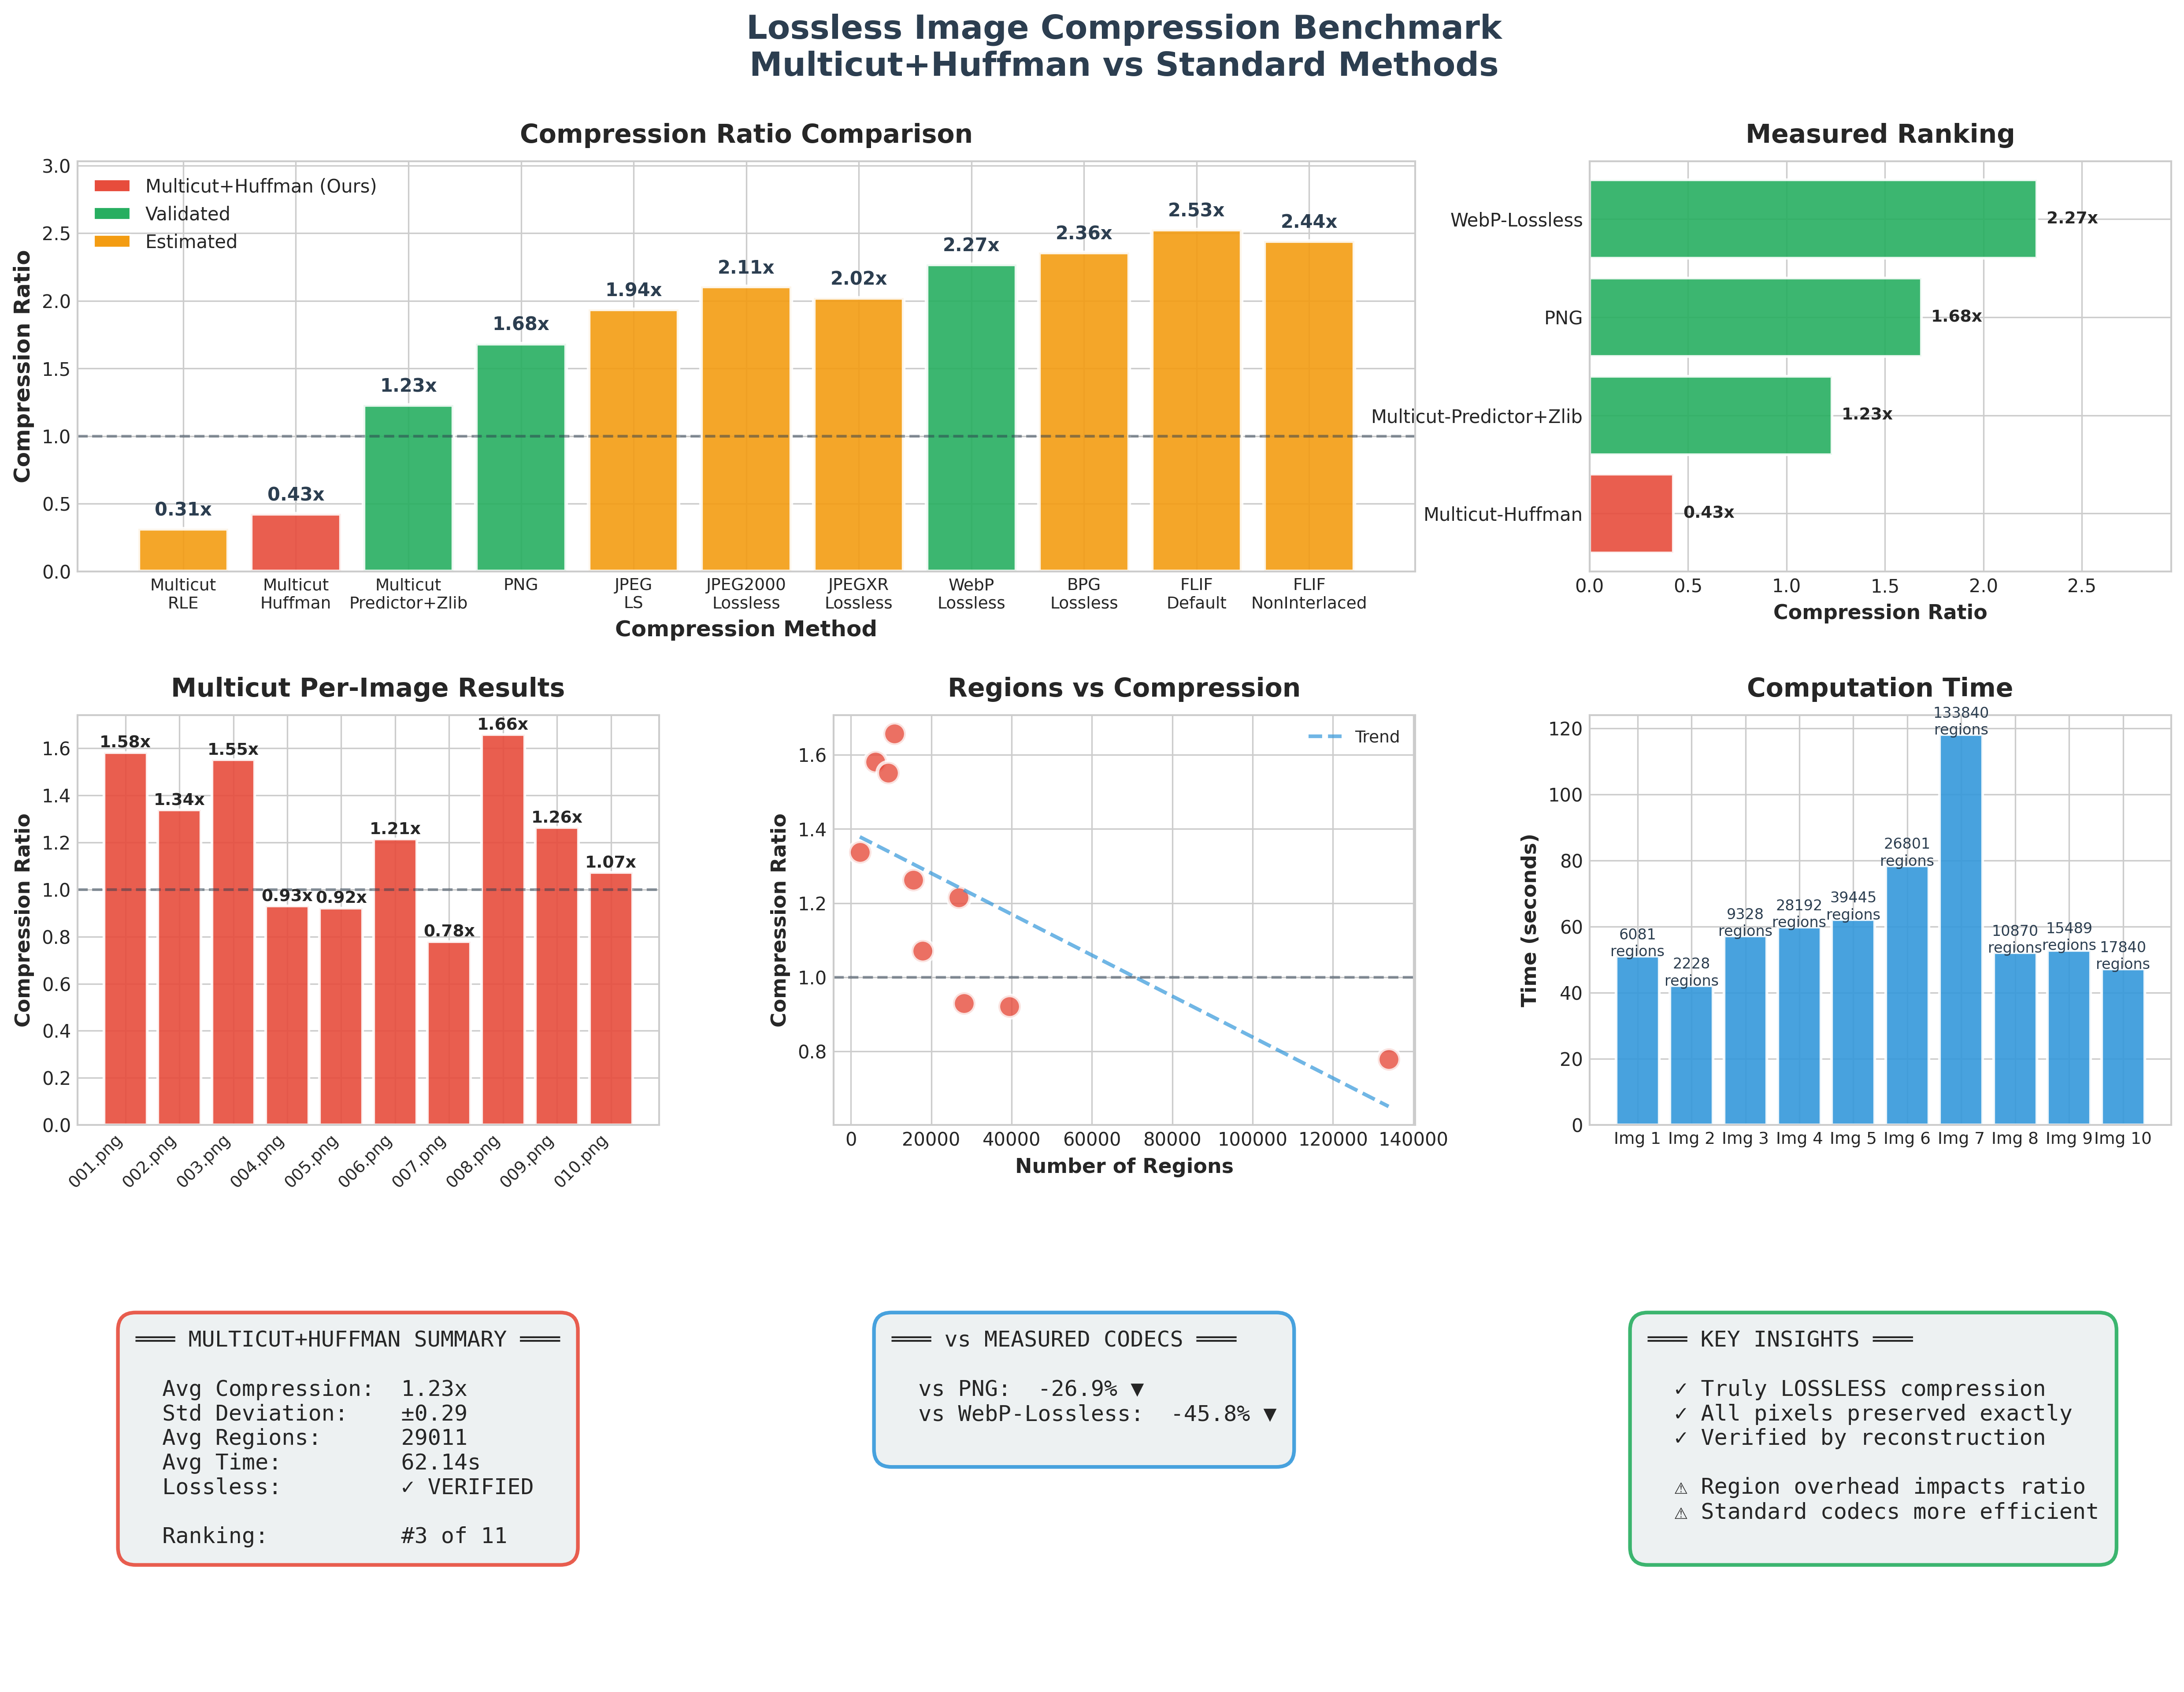 Lossless Image Compression Benchmark
Multicut+Huffman vs Standard Methods
Compression Ratio Comparison
Compression Ratio
3.0
2.5
2.0
1.5
1.0
0.5
0.0
Multicut+Huffman (Ours)
Validated
Estimated
0.31x
0.43x
1.23x
1.68x
1.94x
2.11x
2.02x
2.27x
2.36x
2.53x
2.44x
Multicut
RLE
Multicut
Huffman
Multicut
Predictor+Zlib
PNG
JPEG
LS
JPEG2000
Lossless
JPEGXR
Lossless
WebP
Lossless
BPG
Lossless
FLIF
Default
FLIF
NonInterlaced
Compression Method
Measured Ranking
WebP-Lossless
2.27x
PNG
1.68x
Multicut-Predictor+Zlib
1.23x
Multicut-Huffman
0.43x
0.0 0.5 1.0 1.5 2.0 2.5
Compression Ratio
Multicut Per-Image Results
Compression Ratio
1.6
1.4
1.2
1.0
0.8
0.6
0.4
0.2
0.0
1.58x
1.34x
1.55x
0.93x
0.92x
1.21x
0.78x
1.66x
1.26x
1.07x
001.png
002.png
003.png
004.png
005.png
006.png
007.png
008.png
009.png
010.png
Regions vs Compression
Compression Ratio
1.6
1.4
1.2
1.0
0.8
Trend
0 20000 40000 60000 80000 100000 120000 140000
Number of Regions
Computation Time
Time (seconds)
120
100
80
60
40
20
0
6081
regions
2228
regions
9328
regions
28192
regions
39445
regions
26801
regions
133840
regions
10870
regions
15489
regions
17840
regions
Img 1 Img 2 Img 3 Img 4 Img 5 Img 6 Img 7 Img 8 Img 9 Img 10
═══ MULTICUT+HUFFMAN SUMMARY ═══
Avg Compression: 1.23x
Std Deviation: ±0.29
Avg Regions: 29011
Avg Time: 62.14s
Lossless: ✓ VERIFIED
Ranking: #3 of 11
═══ vs MEASURED CODECS ═══
vs PNG: -26.9% ▼
vs WebP-Lossless: -45.8% ▼
═══ KEY INSIGHTS ═══
✓ Truly LOSSLESS compression
✓ All pixels preserved exactly
✓ Verified by reconstruction
⚠ Region overhead impacts ratio
⚠ Standard codecs more efficient